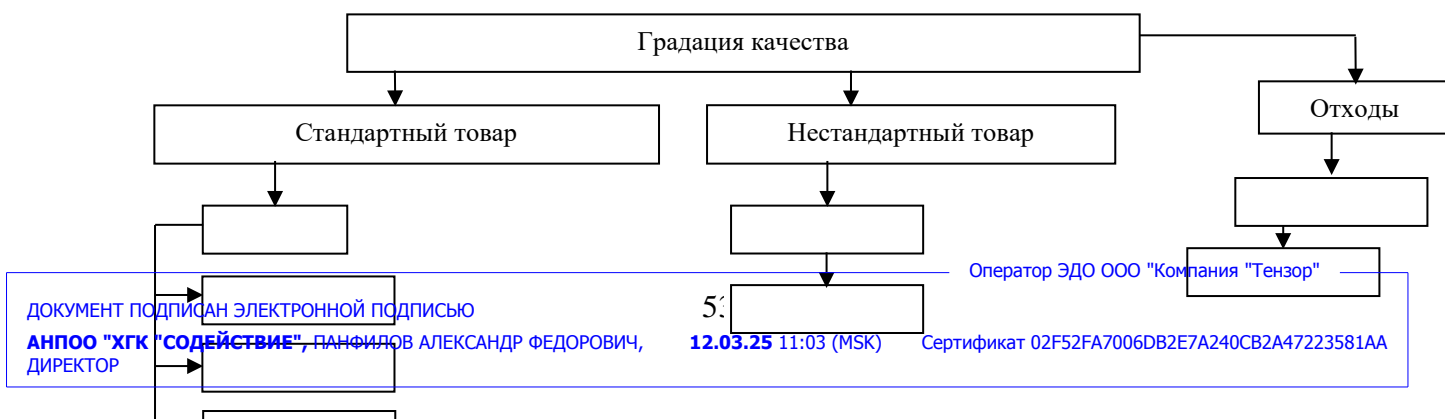 Градация качества
Отходы
Стандартный товар
Нестандартный товар
Оператор ЭДО ООО "Компания "Тензор"
ДОКУМЕНТ ПОДПИСАН ЭЛЕКТРОННОЙ ПОДПИСЬЮ
АНПОО "ХГК "СОДЕЙСТВИЕ", ПАНФИЛОВ АЛЕКСАНДР ФЕДОРОВИЧ, 12.03.25 11:03 (MSK) Сертификат 02F52FA7006DB2E7A240CB2A47223581AA
ДИРЕКТОР